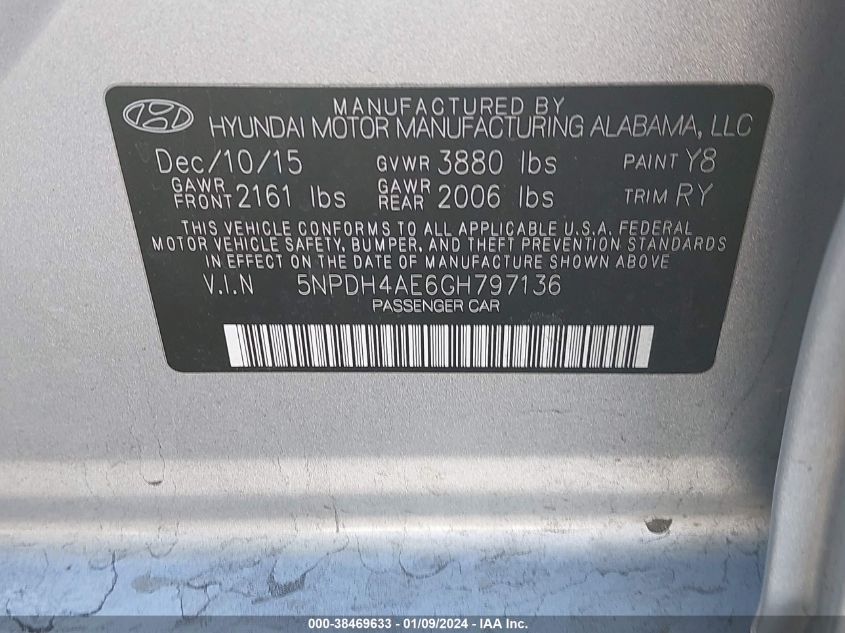 MANUFACTURED BY
HYUNDAI MOTOR MANUFACTURING ALABAMA, LLC
Dec/10/15 GVWR 3880 lbs PAINT Y8
GAWR FRONT 2161 lbs GAWR REAR 2006 lbs TRIM RY
THIS VEHICLE CONFORMS TO ALL APPLICABLE U.S.A. FEDERAL
MOTOR VEHICLE SAFETY, BUMPER, AND THEFT PREVENTION STANDARDS
IN EFFECT ON THE DATE OF MANUFACTURE SHOWN ABOVE
V.I.N 5NPDH4AE6GH797136
PASSENGER CAR
000-38469633 - 01/09/2024 - IAA Inc.